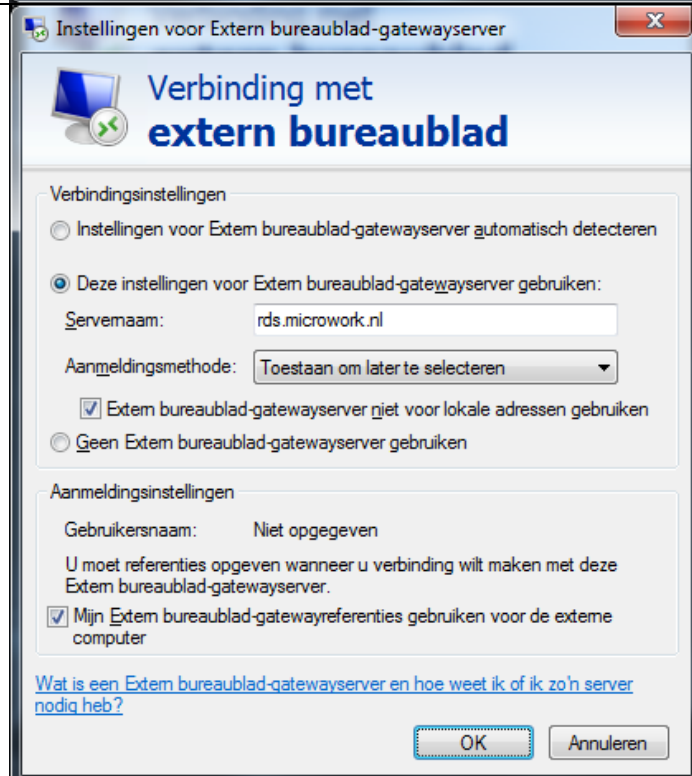 Instellingen voor Extern bureaublad-gatewayserver
Verbinding met
extern bureaublad
Verbindingsinstellingen
Instellingen voor Extern bureaublad-gatewayserver automatisch detecteren
Deze instellingen voor Extern bureaublad-gatewayserver gebruiken:
Servernaam: rds.microwork.nl
Aanmeldingsmethode: Toestaan om later te selecteren
Extern bureaublad-gatewayserver niet voor lokale adressen gebruiken
Geen Extern bureaublad-gatewayserver gebruiken
Aanmeldingsinstellingen
Gebruikersnaam: Niet opgegeven
U moet referenties opgeven wanneer u verbinding wilt maken met deze
Extern bureaublad-gatewayserver.
Mijn Extern bureaublad-gatewayreferenties gebruiken voor de externe
computer
Wat is een Extern bureaublad-gatewayserver en hoe weet ik of ik zo'n server
nodig heb?
OK Annuleren